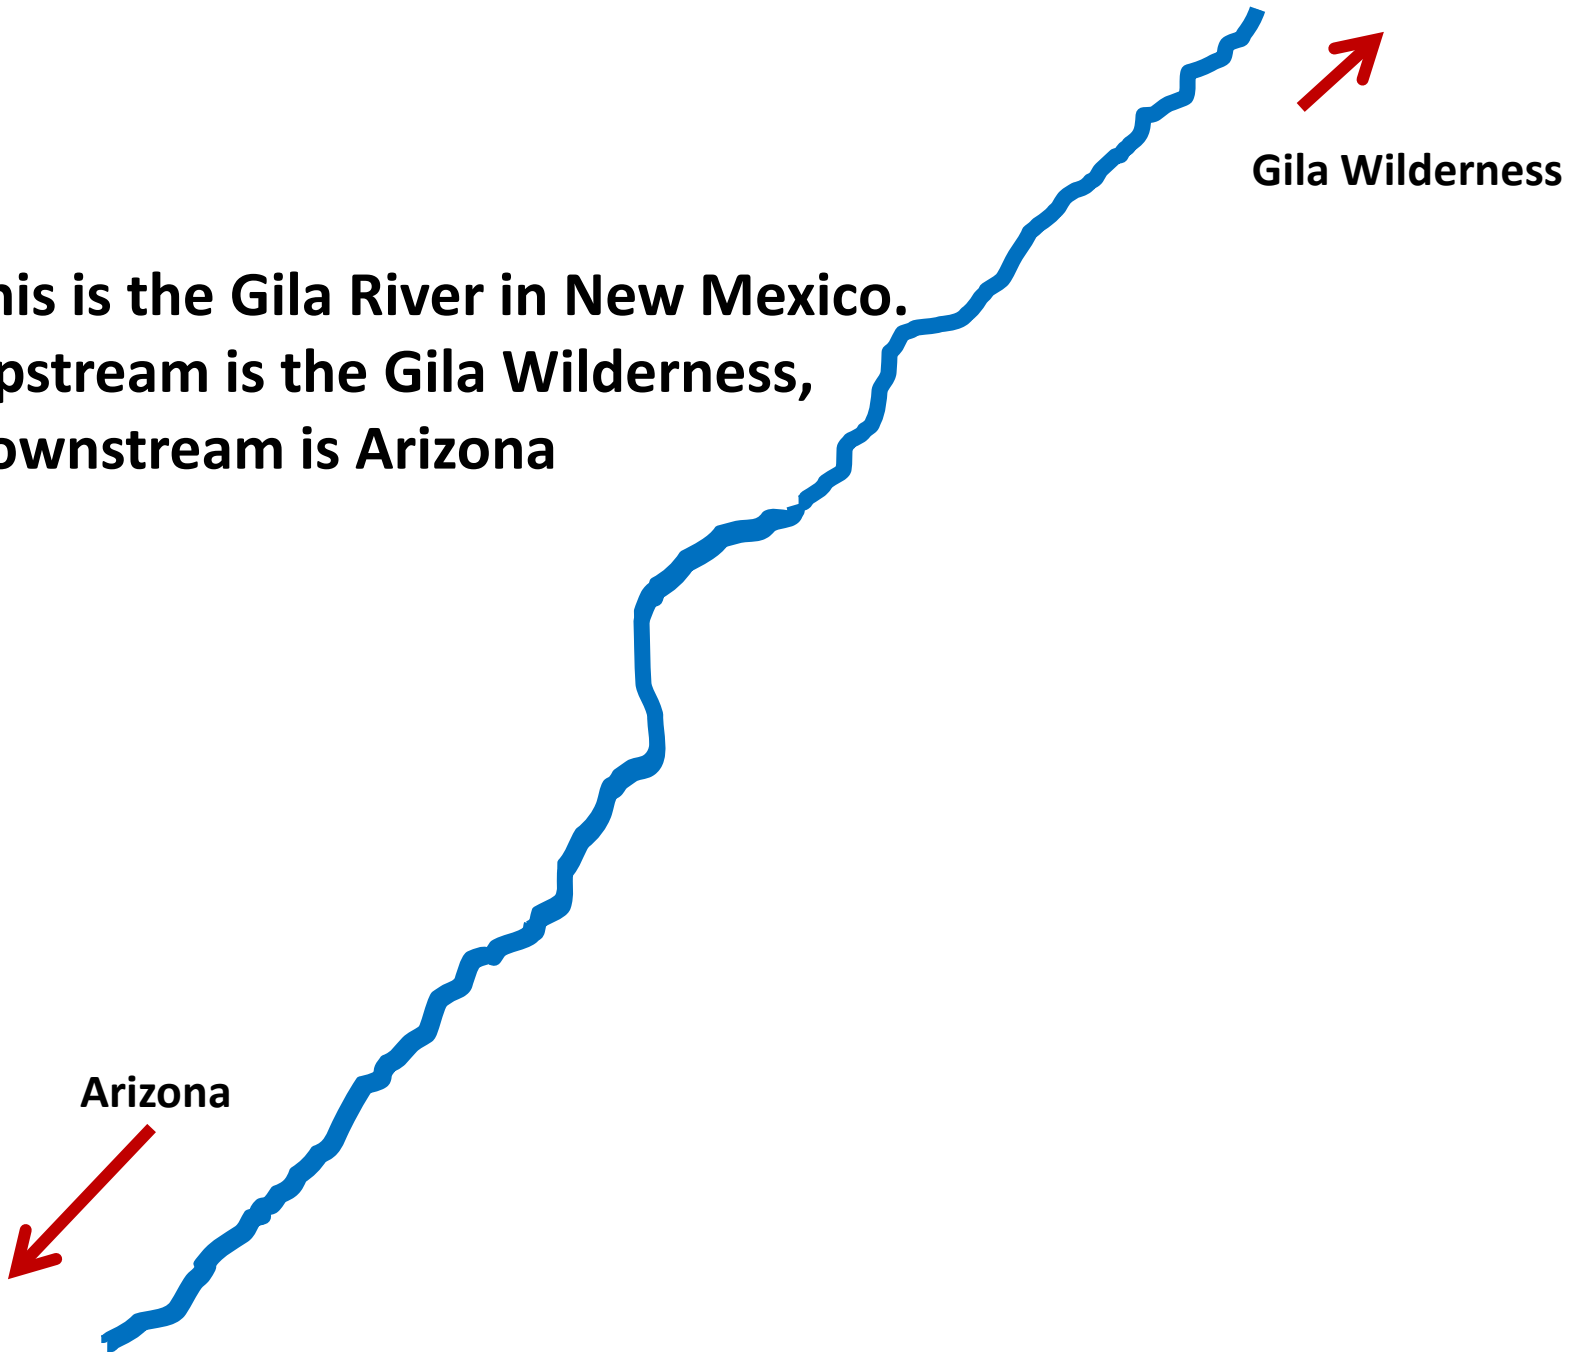 Gila Wilderness
his is the Gila River in New Mexico.
pstream is the Gila Wilderness,
ownstream is Arizona
Arizona